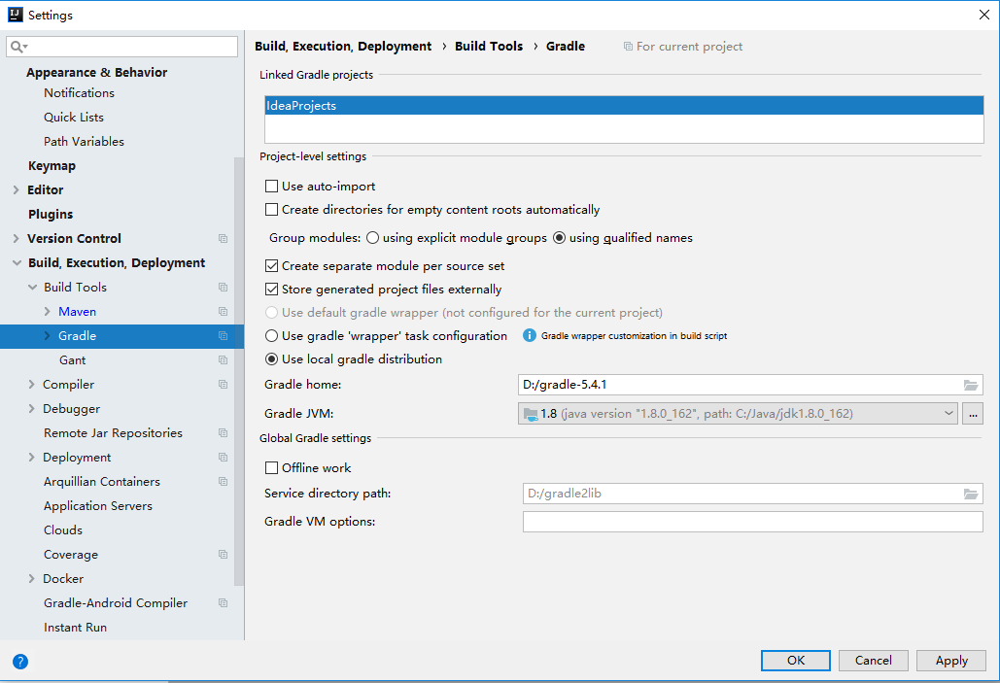 Settings
Appearance & Behavior
Notifications
Quick Lists
Path Variables
Keymap
Editor
Plugins
Version Control
Build, Execution, Deployment
Build Tools
Maven
Gradle
Gant
Compiler
Debugger
Remote Jar Repositories
Deployment
Arquillian Containers
Application Servers
Clouds
Coverage
Docker
Gradle-Android Compiler
Instant Run
Build, Execution, Deployment › Build Tools › Gradle For current project
Linked Gradle projects
IdeaProjects
Project-level settings
Use auto-import
Create directories for empty content roots automatically
Group modules: using explicit module groups using qualified names
Create separate module per source set
Store generated project files externally
Use default gradle wrapper (not configured for the current project)
Use gradle 'wrapper' task configuration Gradle wrapper customization in build script
Use local gradle distribution
Gradle home: D:/gradle-5.4.1
Gradle JVM: 1.8 (java version "1.8.0_162", path: C:/Java/jdk1.8.0_162) ...
Global Gradle settings
Offline work
Service directory path: D:/gradle2lib
Gradle VM options:
? OK Cancel Apply